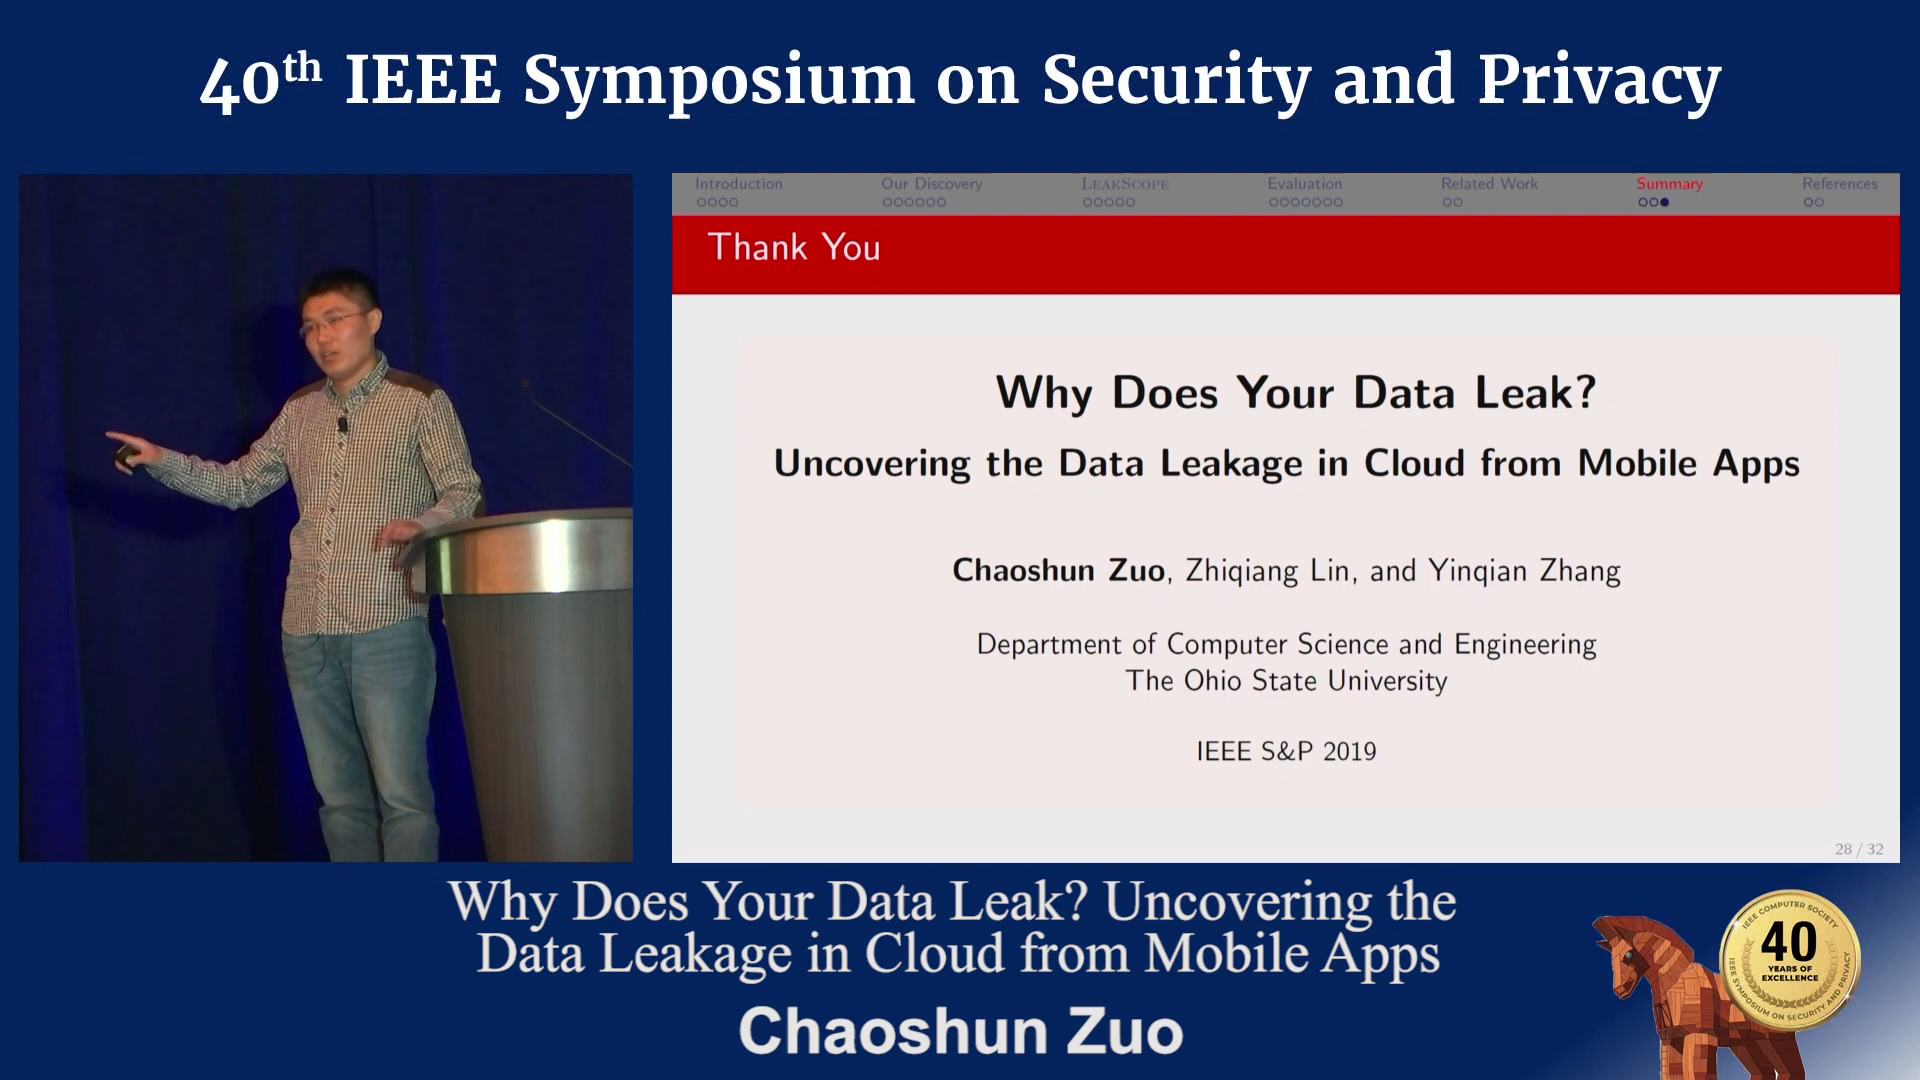 40th IEEE Symposium on Security and Privacy
Introduction Our Discovery LEAKSCOPE Evaluation Related Work Summary References
Thank You
Why Does Your Data Leak?
Uncovering the Data Leakage in Cloud from Mobile Apps
Chaoshun Zuo, Zhiqiang Lin, and Yinqian Zhang
Department of Computer Science and Engineering
The Ohio State University
IEEE S&P 2019
28 / 32
Why Does Your Data Leak? Uncovering the
Data Leakage in Cloud from Mobile Apps
Chaoshun Zuo
IEEE COMPUTER SOCIETY
40
YEARS OF
EXCELLENCE
IEEE SYMPOSIUM ON SECURITY AND PRIVACY